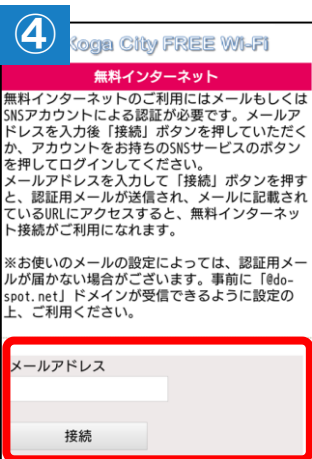 ④
Koga City FREE Wi-Fi
無料インターネット
無料インターネットのご利用にはメールもしくは
SNSアカウントによる認証が必要です。メールア
ドレスを入力後「接続」ボタンを押していただく
か、アカウントをお持ちのSNSサービスのボタン
を押してログインしてください。
メールアドレスを入力して「接続」ボタンを押す
と、認証用メールが送信され、メールに記載され
ているURLにアクセスすると、無料インターネッ
ト接続がご利用になれます。
※お使いのメールの設定によっては、認証用メー
ルが届かない場合がございます。事前に「@do-
spot.net」ドメインが受信できるように設定の
上、ご利用ください。
メールアドレス
接続